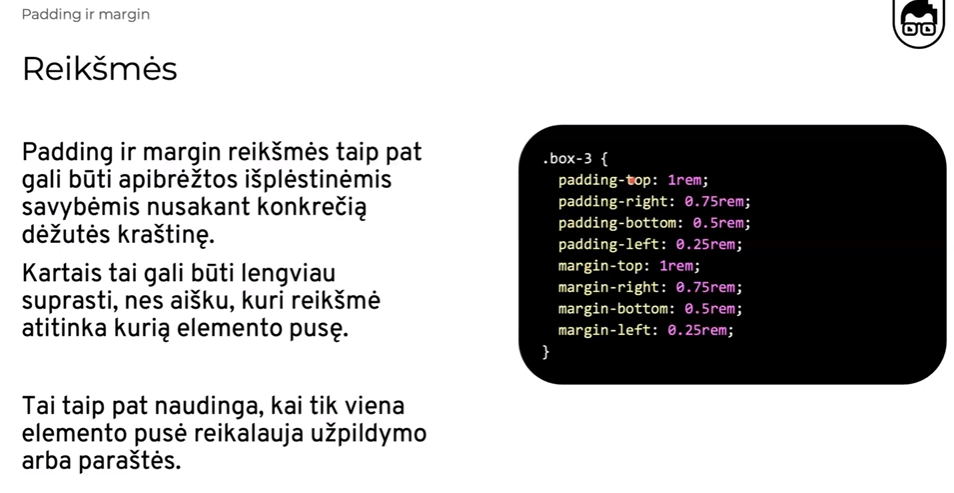 Padding ir margin
Reikšmės
Padding ir margin reikšmės taip pat
gali būti apibrėžtos išplėstinėmis
savybėmis nusakant konkrečią
dėžutės kraštinę.
Kartais tai gali būti lengviau
suprasti, nes aišku, kuri reikšmė
atitinka kurią elemento pusę.
Tai taip pat naudinga, kai tik viena
elemento pusė reikalauja užpildymo
arba paraštės.
.box-3 {
padding-top: 1rem;
padding-right: 0.75rem;
padding-bottom: 0.5rem;
padding-left: 0.25rem;
margin-top: 1rem;
margin-right: 0.75rem;
margin-bottom: 0.5rem;
margin-left: 0.25rem;
}